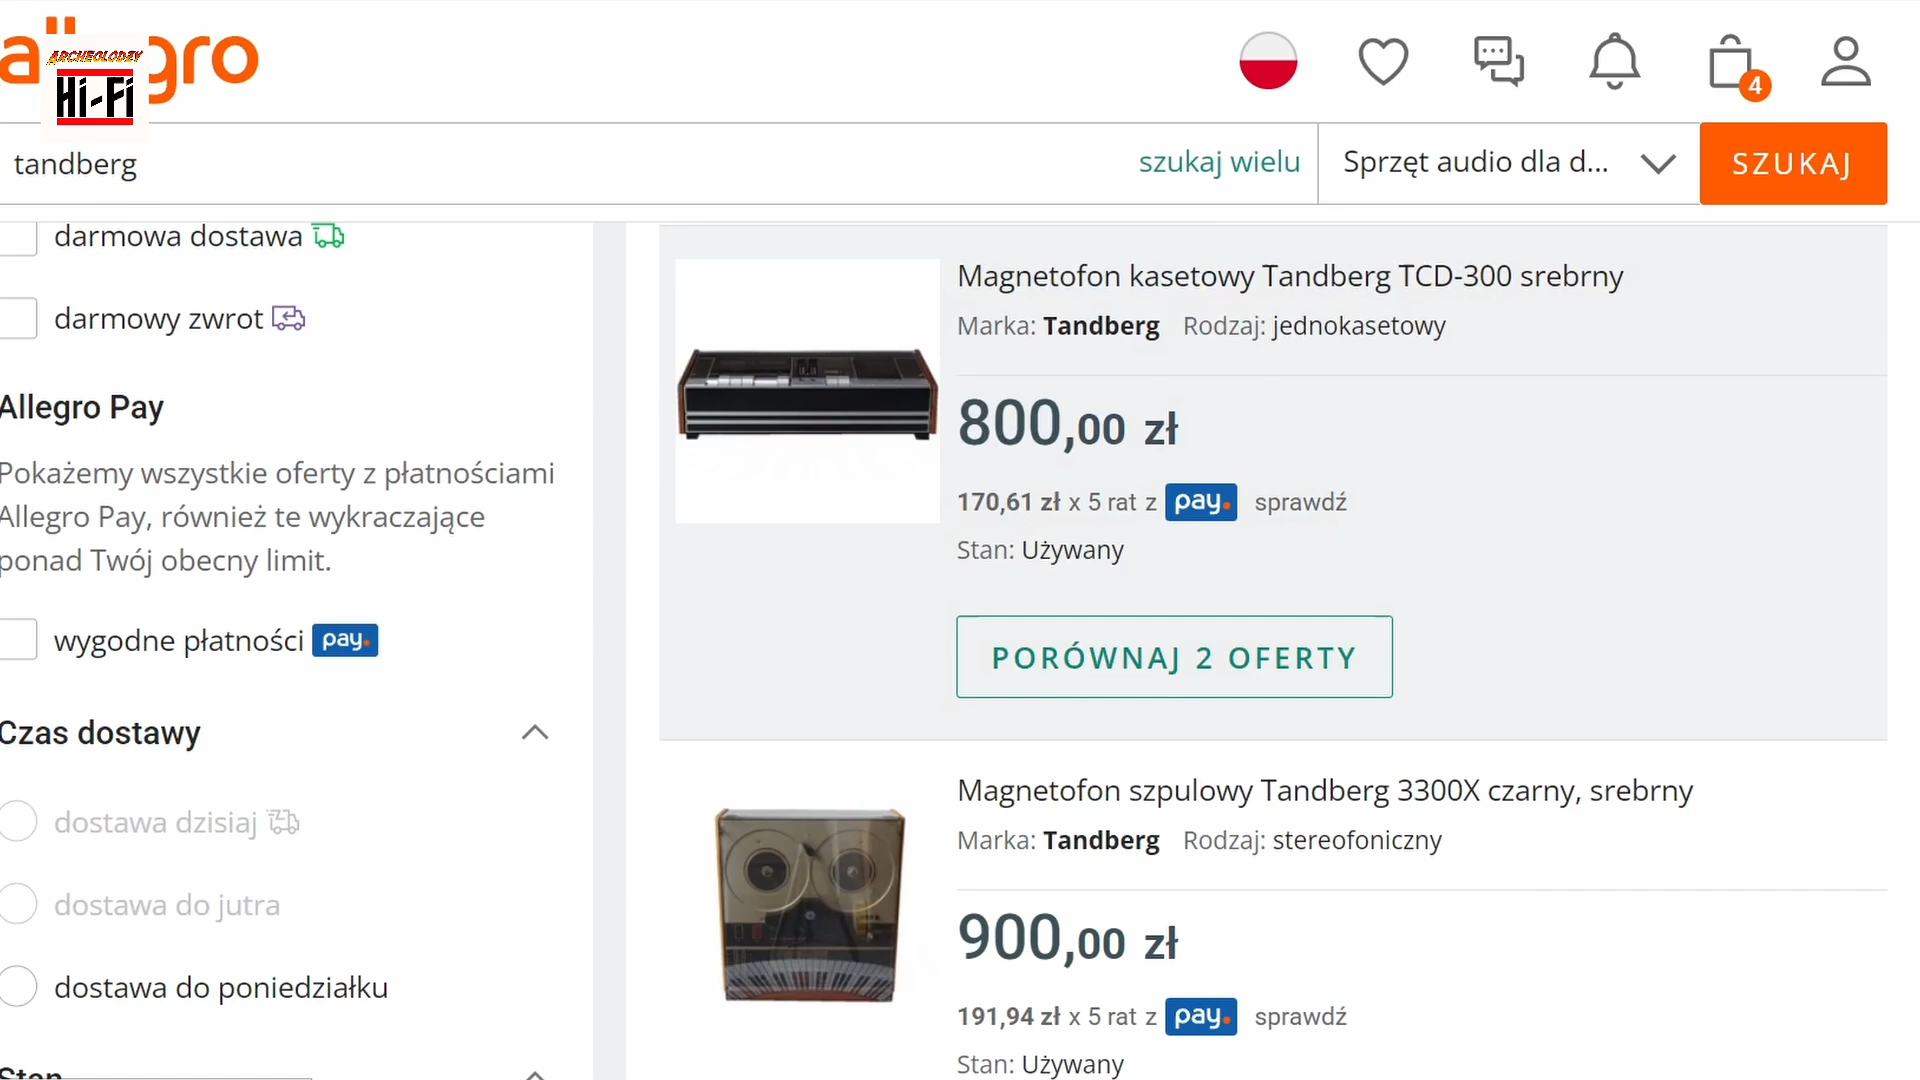 allegro
ARCHEOLODZY
Hi-Fi
4
tandberg
szukaj wielu
Sprzęt audio dla d...
SZUKAJ
darmowa dostawa
darmowy zwrot
Allegro Pay
Pokażemy wszystkie oferty z płatnościami
Allegro Pay, również te wykraczające
ponad Twój obecny limit.
wygodne płatności pay.
Czas dostawy
dostawa dzisiaj
dostawa do jutra
dostawa do poniedziałku
Stan
Magnetofon kasetowy Tandberg TCD-300 srebrny
Marka: Tandberg Rodzaj: jednokasetowy
800,00 zł
170,61 zł x 5 rat z pay. sprawdź
Stan: Używany
PORÓWNAJ 2 OFERTY
Magnetofon szpulowy Tandberg 3300X czarny, srebrny
Marka: Tandberg Rodzaj: stereofoniczny
900,00 zł
191,94 zł x 5 rat z pay. sprawdź
Stan: Używany